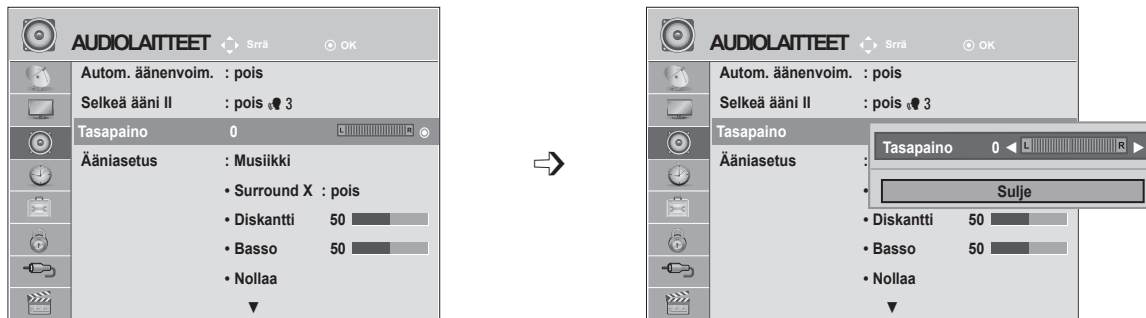 AUDIOLAITTEET Srrä OK
Autom. äänenvoim. : pois
Selkeä ääni II : pois 3
Tasapaino 0 L R
Ääniasetus : Musiikki
• Surround X : pois
• Diskantti 50
• Basso 50
• Nollaa
▼
AUDIOLAITTEET Srrä OK
Autom. äänenvoim. : pois
Selkeä ääni II : pois 3
Tasapaino
Tasapaino 0 ◄ L R ►
Ääniasetus :
Sulje
•
• Diskantti 50
• Basso 50
• Nollaa
▼